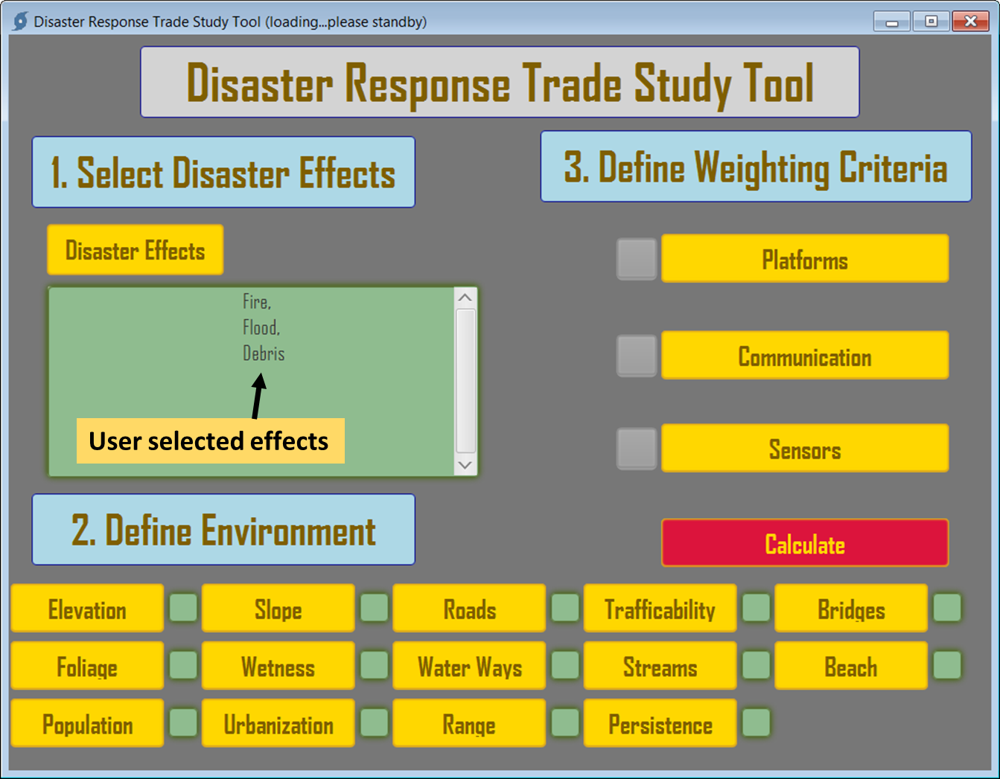 Disaster Response Trade Study Tool (loading...please standby)
Disaster Response Trade Study Tool
1. Select Disaster Effects
Disaster Effects
Fire,
Flood,
Debris
User selected effects
3. Define Weighting Criteria
Platforms
Communication
Sensors
Calculate
2. Define Environment
Elevation Slope Roads Trafficability Bridges
Foliage Wetness Water Ways Streams Beach
Population Urbanization Range Persistence